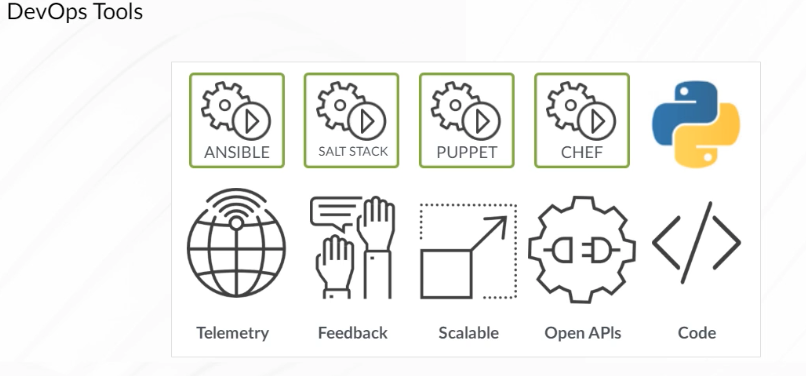 DevOps Tools
ANSIBLE SALT STACK PUPPET CHEF
Telemetry Feedback Scalable Open APIs Code